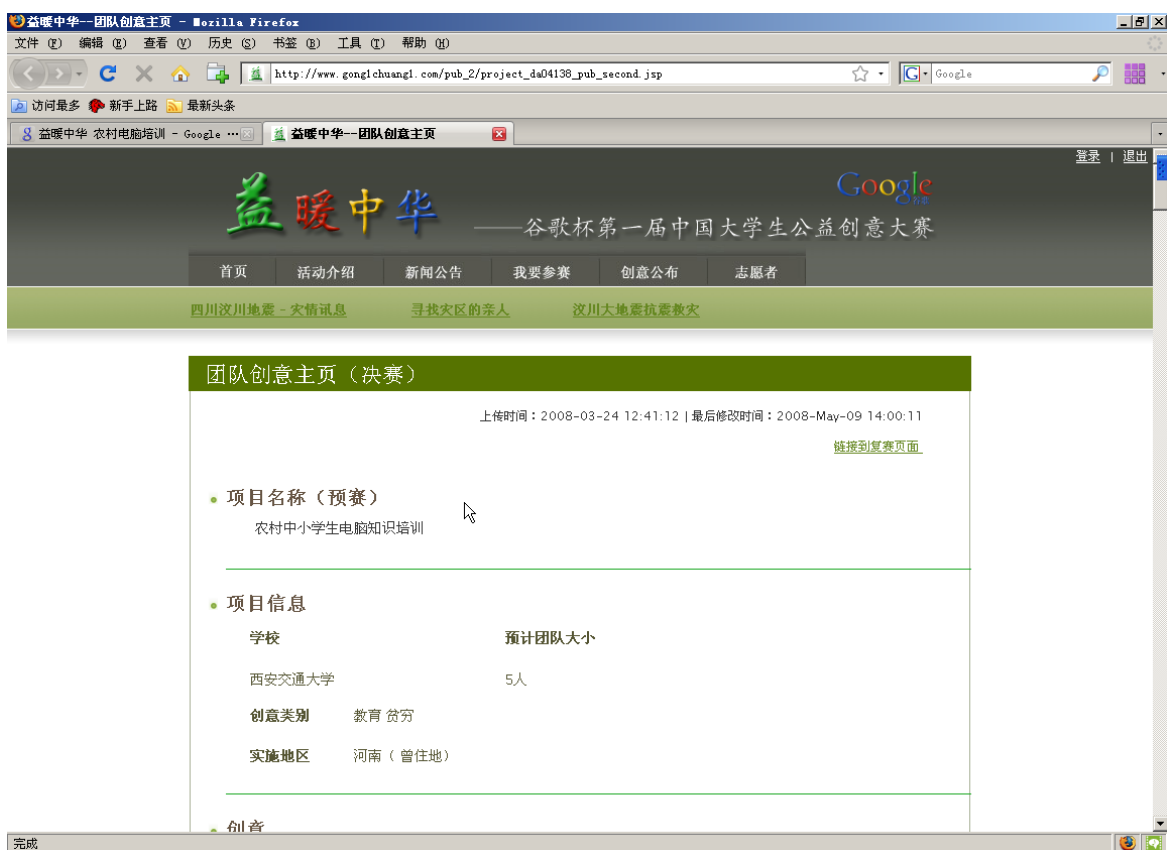 益暖中华--团队创意主页 - Mozilla Firefox
文件 (F) 编辑 (E) 查看 (V) 历史 (S) 书签 (B) 工具 (T) 帮助 (H)
http://www.gong1chuang1.com/pub_2/project_da04138_pub_second.jsp
Google
访问最多 新手上路 最新头条
益暖中华 农村电脑培训 - Google ··· 益暖中华--团队创意主页
登录 | 退出
益暖中华
Google
——谷歌杯第一届中国大学生公益创意大赛
首页 活动介绍 新闻公告 我要参赛 创意公布 志愿者
四川汶川地震 - 灾情讯息 寻找灾区的亲人 汶川大地震抗震救灾
团队创意主页（决赛）
上传时间：2008-03-24 12:41:12 | 最后修改时间：2008-May-09 14:00:11
链接到复赛页面
项目名称（预赛）
农村中小学生电脑知识培训
项目信息
学校 预计团队大小
西安交通大学 5人
创意类别 教育 贫穷
实施地区 河南（ 曾住地）
创意
完成